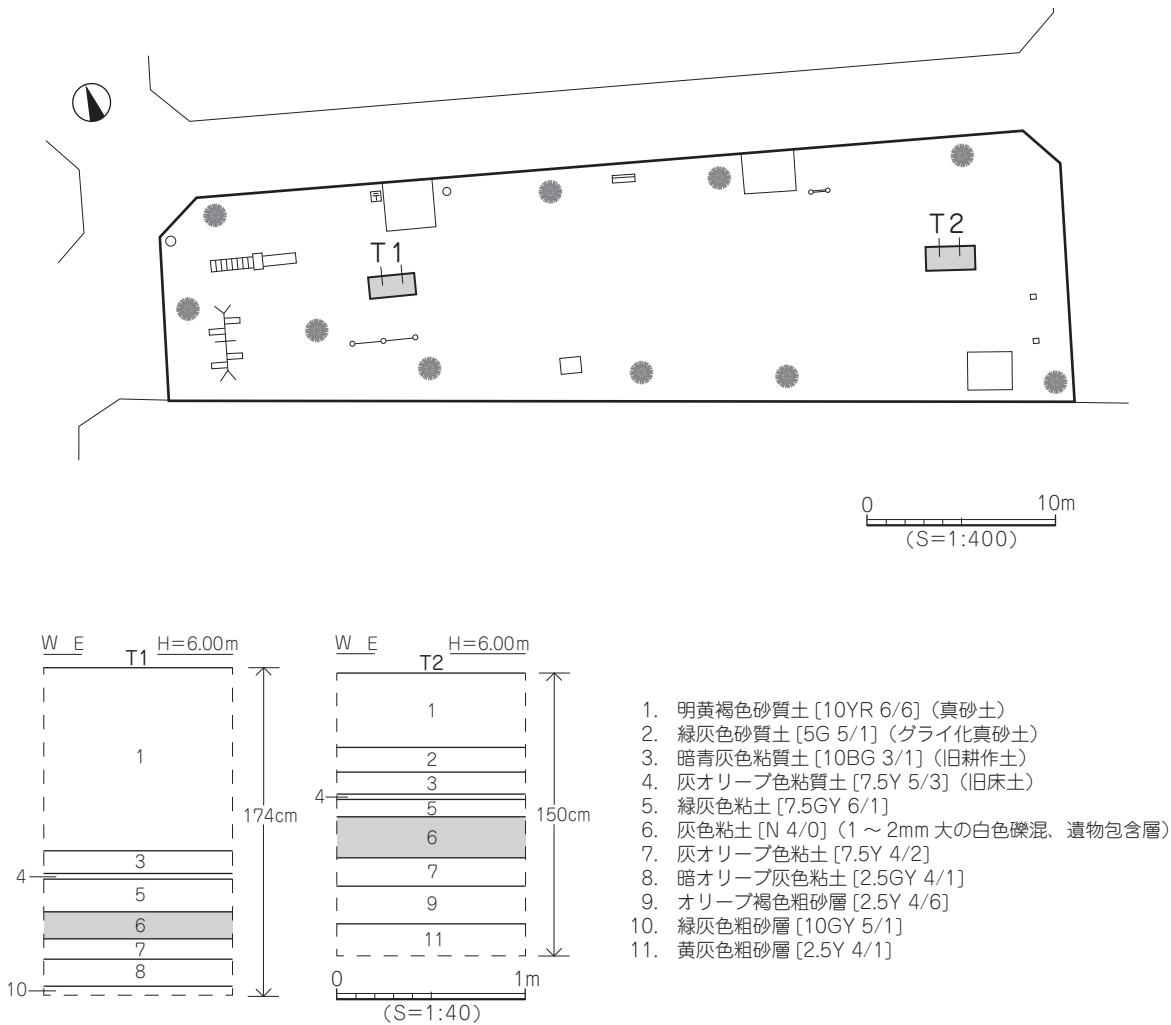 T1
T2
0 10m
(S=1:400)
W E H=6.00m
T1
1
3
4
5
6
7
8
10
174cm
W E H=6.00m
T2
1
2
3
4
5
6
7
9
11
150cm
0 1m
(S=1:40)
1. 明黄褐色砂質土 [10YR 6/6] (真砂土)
2. 緑灰色砂質土 [5G 5/1] (グライ化真砂土)
3. 暗青灰色粘質土 [10BG 3/1] (旧耕作土)
4. 灰オリーブ色粘質土 [7.5Y 5/3] (旧床土)
5. 緑灰色粘土 [7.5GY 6/1]
6. 灰色粘土 [N 4/0] (1 ~ 2mm 大の白色礫混、遺物包含層)
7. 灰オリーブ色粘土 [7.5Y 4/2]
8. 暗オリーブ灰色粘土 [2.5GY 4/1]
9. オリーブ褐色粗砂層 [2.5Y 4/6]
10. 緑灰色粗砂層 [10GY 5/1]
11. 黄灰色粗砂層 [2.5Y 4/1]